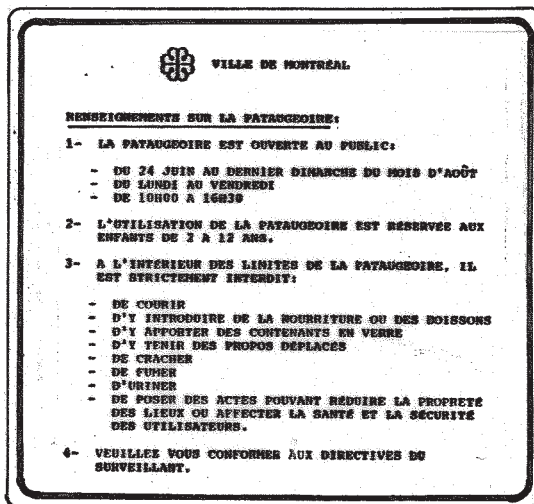 VILLE DE MONTRÉAL
RENSEIGNEMENTS SUR LA PATAUGEOIRE:
1- LA PATAUGEOIRE EST OUVERTE AU PUBLIC:
- DU 24 JUIN AU DERNIER DIMANCHE DU MOIS D'AOÛT
- DU LUNDI AU VENDREDI
- DE 10H00 A 16H30
2- L'UTILISATION DE LA PATAUGEOIRE EST RÉSERVÉE AUX
ENFANTS DE 2 A 12 ANS.
3- A L'INTÉRIEUR DES LIMITES DE LA PATAUGEOIRE, IL
EST STRICTEMENT INTERDIT:
- DE COURIR
- D'Y INTRODUIRE DE LA NOURRITURE OU DES BOISSONS
- D'Y APPORTER DES CONTENANTS EN VERRE
- D'Y TENIR DES PROPOS DÉPLACÉS
- DE CRACHER
- DE FUMER
- D'URINER
- DE POSER DES ACTES POUVANT RÉDUIRE LA PROPRETÉ
DES LIEUX OU AFFECTER LA SANTÉ ET LA SÉCURITÉ
DES UTILISATEURS.
4- VEUILLEZ VOUS CONFORMER AUX DIRECTIVES DU
SURVEILLANT.